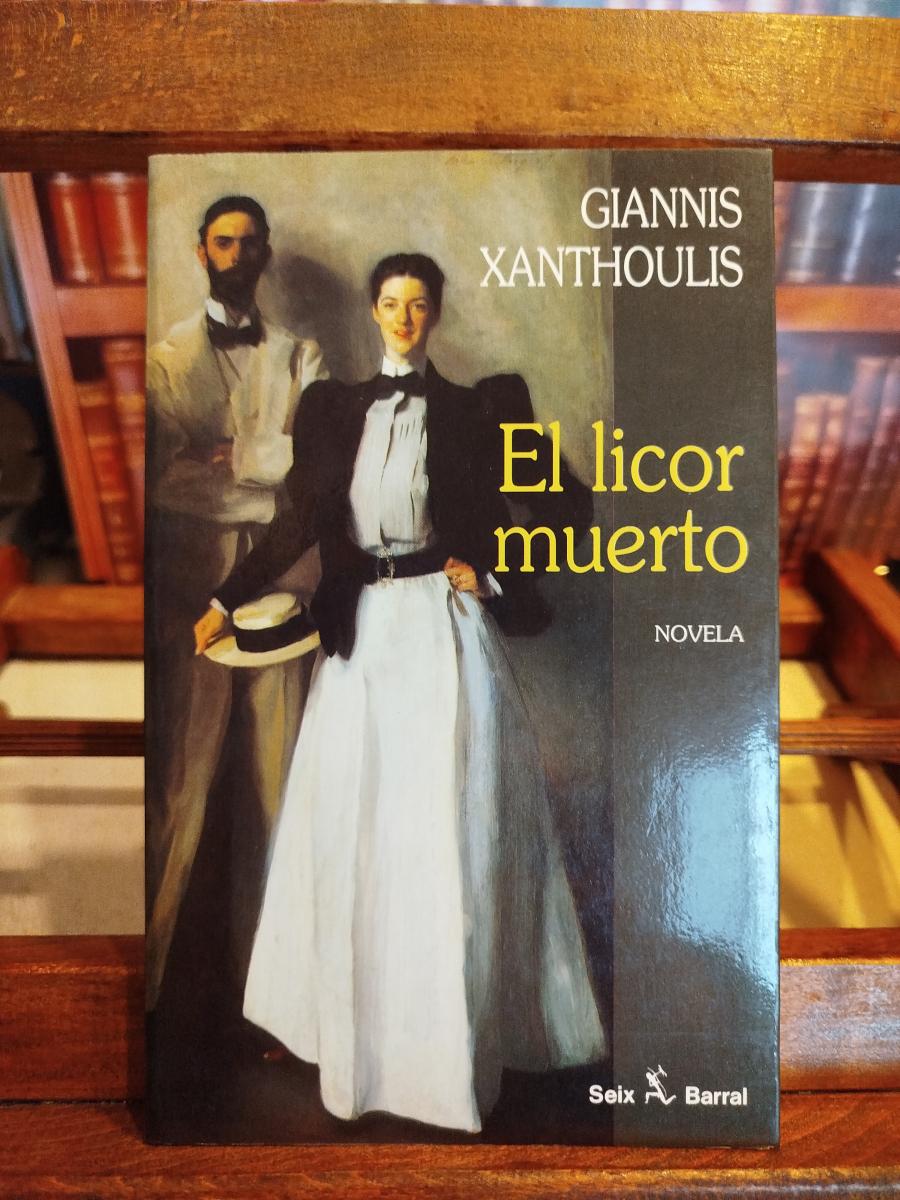 GIANNIS
XANTHOULIS
El licor
muerto
NOVELA
Seix Barral